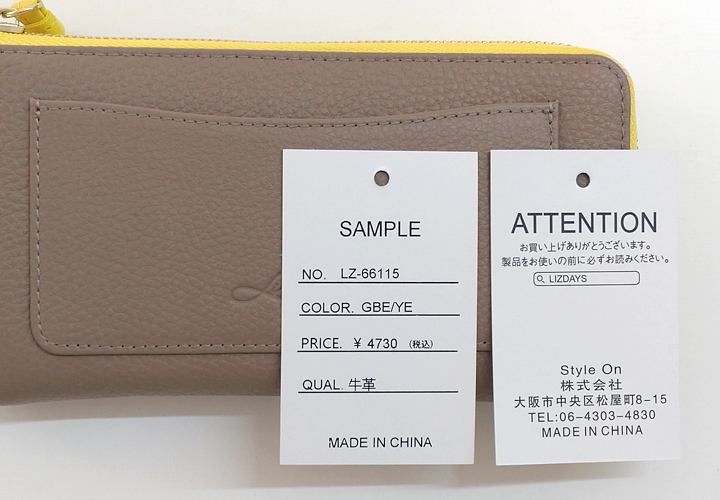 SAMPLE
NO. LZ-66115
COLOR. GBE/YE
PRICE. ¥ 4730 (税込)
QUAL. 牛革
MADE IN CHINA
ATTENTION
お買い上げありがとうございます。
製品をお使いの前に必ずお読みください。
LIZDAYS
Style On
株式会社
大阪市中央区松屋町8-15
TEL:06-4303-4830
MADE IN CHINA